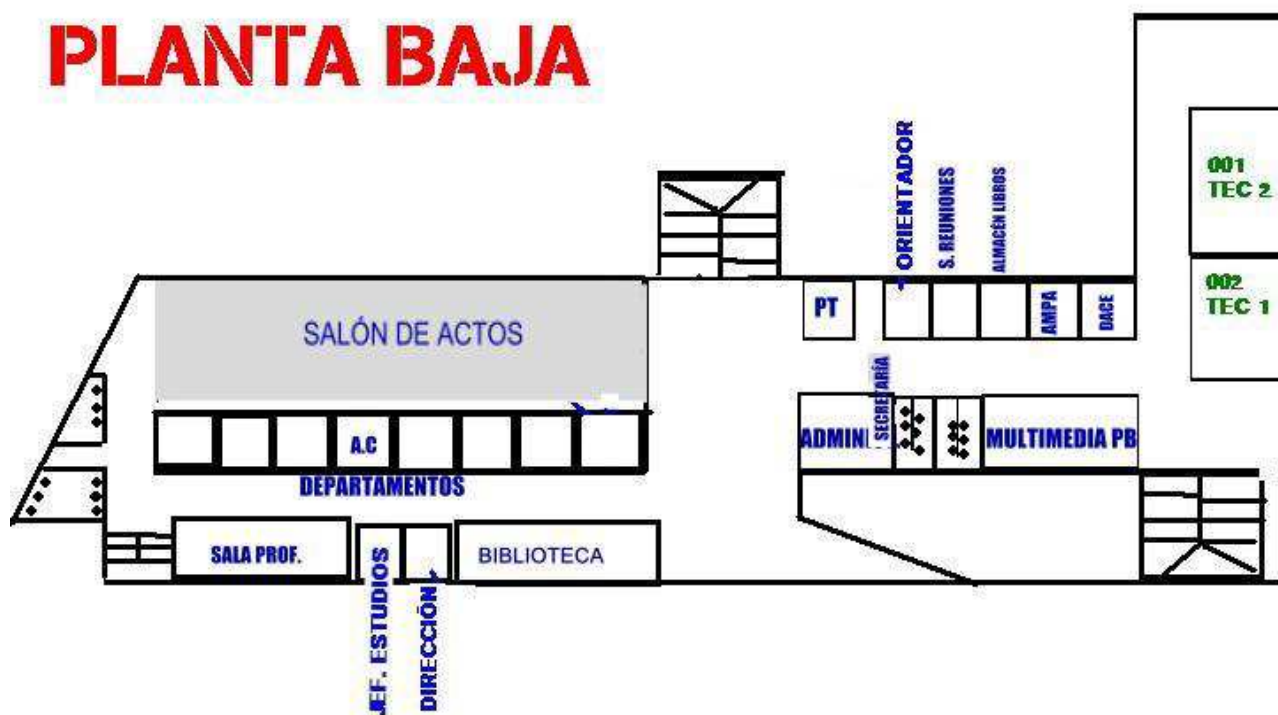 PLANTA BAJA
ORIENTADOR
S. REUNIONES
ALMACÉN LIBROS
001
TEC 2
002
TEC 1
SALÓN DE ACTOS
PT
AMPA
DACE
SECRETARÍA
A.C
ADMINI
MULTIMEDIA PB
DEPARTAMENTOS
SALA PROF.
JEF. ESTUDIOS
DIRECCIÓN
BIBLIOTECA